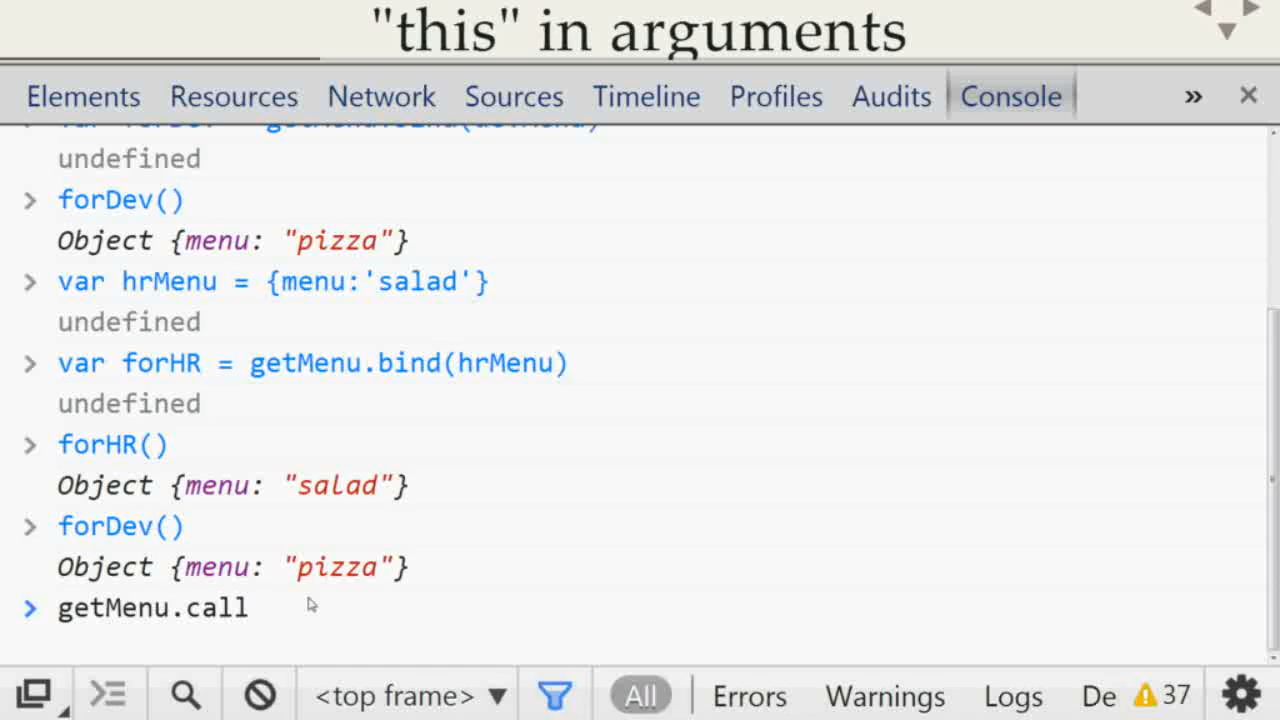 "this" in arguments
Elements Resources Network Sources Timeline Profiles Audits Console » ×
undefined
> forDev()
Object {menu: "pizza"}
> var hrMenu = {menu:'salad'}
undefined
> var forHR = getMenu.bind(hrMenu)
undefined
> forHR()
Object {menu: "salad"}
> forDev()
Object {menu: "pizza"}
> getMenu.call
<top frame> ▼ All Errors Warnings Logs De 37